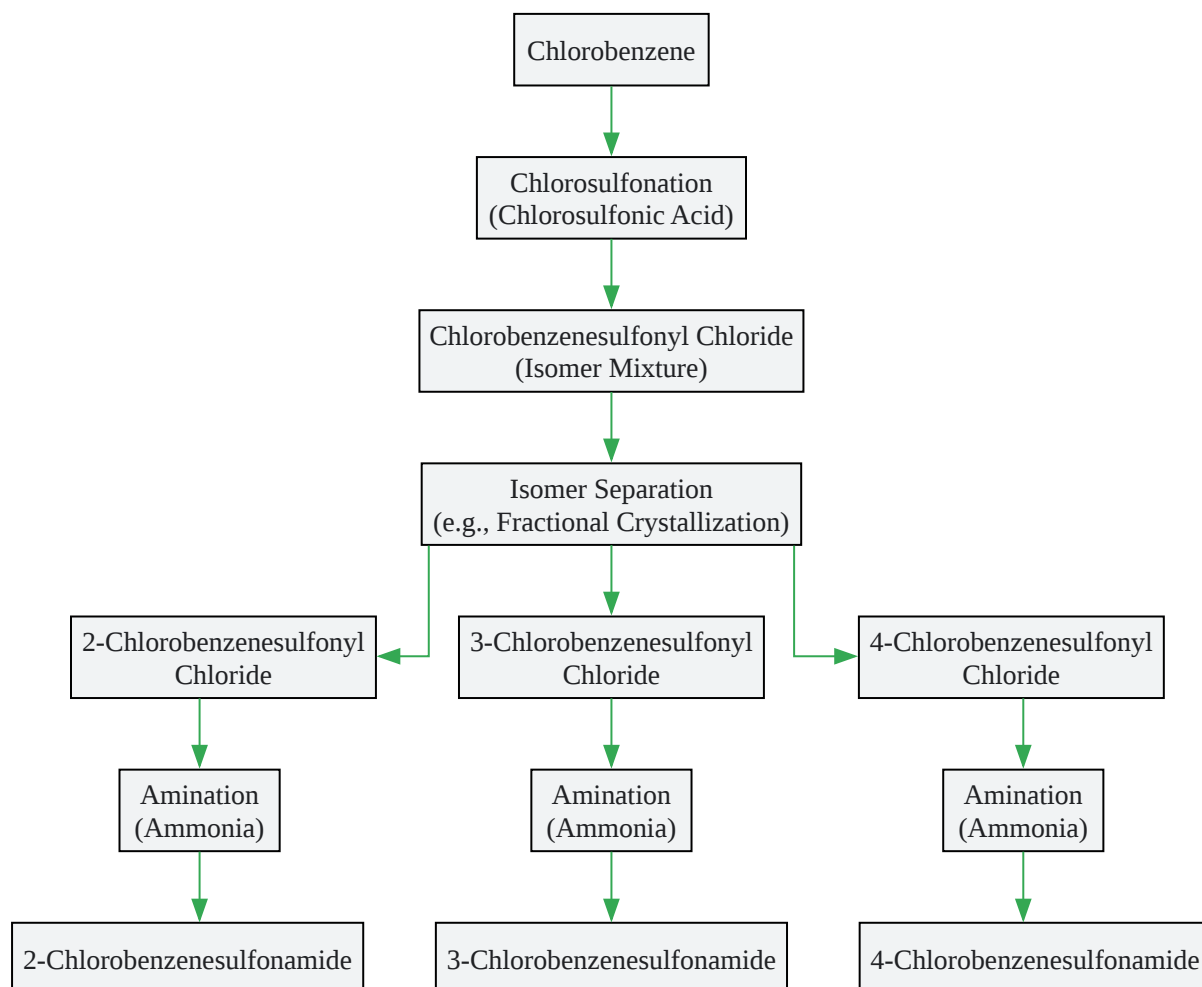 Chlorobenzene
Chlorosulfonation
(Chlorosulfonic Acid)
Chlorobenzenesulfonyl Chloride
(Isomer Mixture)
Isomer Separation
(e.g., Fractional Crystallization)
2-Chlorobenzenesulfonyl
Chloride
3-Chlorobenzenesulfonyl
Chloride
4-Chlorobenzenesulfonyl
Chloride
Amination
(Ammonia)
Amination
(Ammonia)
Amination
(Ammonia)
2-Chlorobenzenesulfonamide
3-Chlorobenzenesulfonamide
4-Chlorobenzenesulfonamide